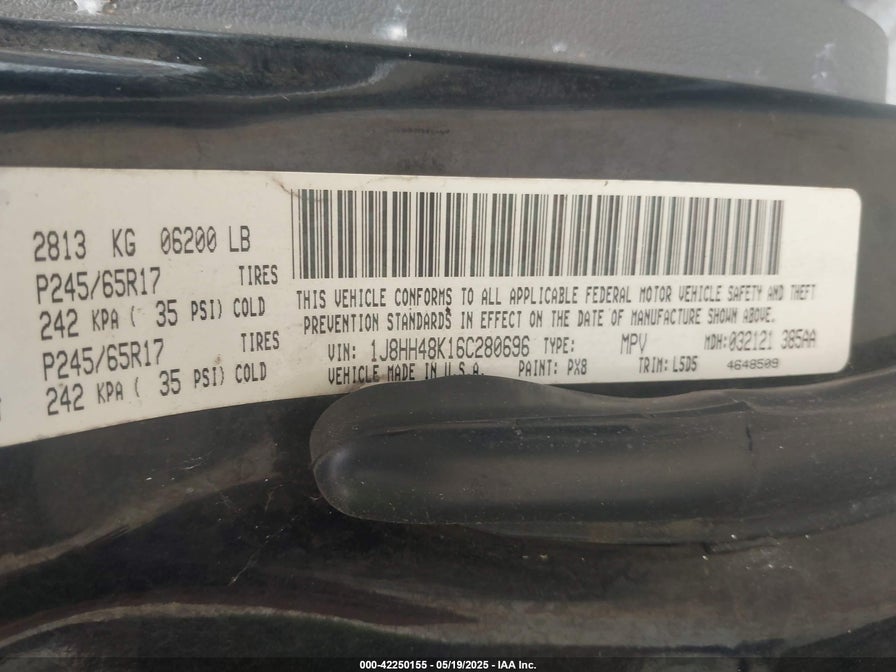 2813 KG 06200 LB
P245/65R17 TIRES
242 KPA ( 35 PSI) COLD
P245/65R17 TIRES
242 KPA ( 35 PSI) COLD
THIS VEHICLE CONFORMS TO ALL APPLICABLE FEDERAL MOTOR VEHICLE SAFETY AND THEFT
PREVENTION STANDARDS IN EFFECT ON THE DATE OF MANUFACTURE SHOWN ABOVE.
VIN: 1J8HH48K16C280696 TYPE: MPV MDH:032121 385AA
VEHICLE MADE IN U.S.A. PAINT: PX8 TRIM: L5D5 4648509
000-42250155 — 05/19/2025 — IAA Inc.